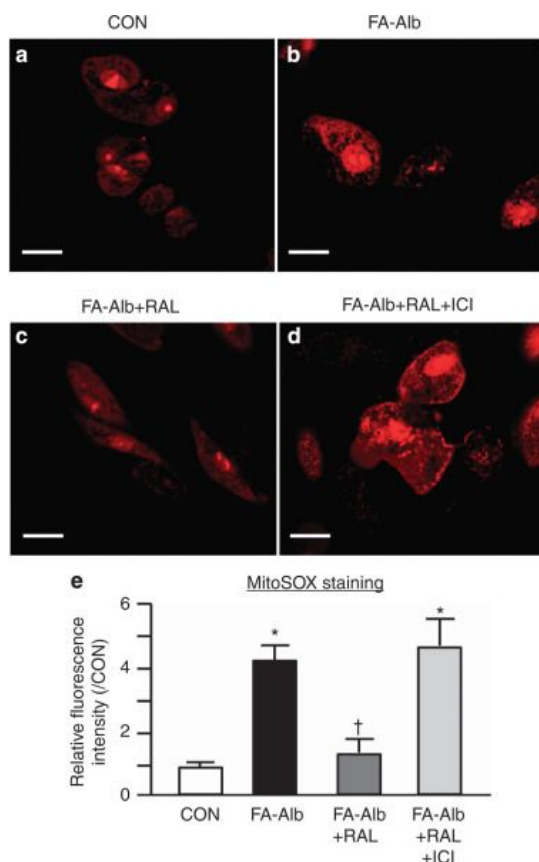 CON
FA-Alb
a
b
FA-Alb+RAL
FA-Alb+RAL+ICI
c
d
e
MitoSOX staining
Relative fluorescence
intensity (/CON)
6
4
2
0
*
†
*
CON
FA-Alb
FA-Alb
+RAL
FA-Alb
+RAL
+ICI